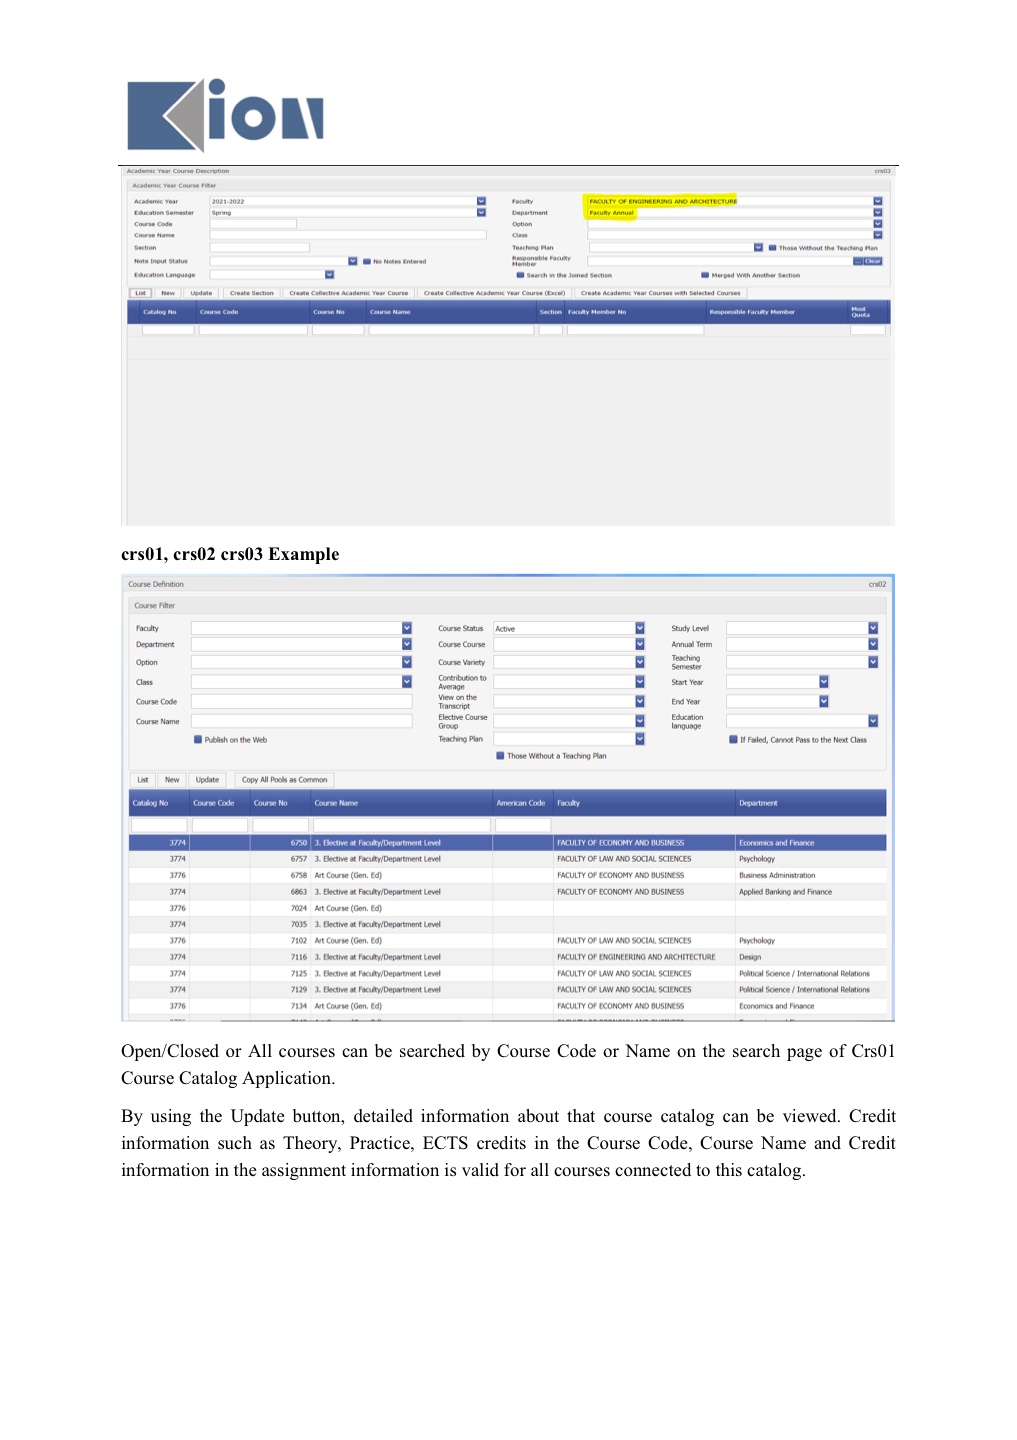 Kion
Academic Year Course Description crs03
Academic Year Course Filter
Academic Year 2021-2022 Faculty FACULTY OF ENGINEERING AND ARCHITECTURE
Education Semester Spring Department Faculty Annual
Course Code Option
Course Name Class
Section Teaching Plan Those Without the Teaching Plan
Note Input Status No Notes Entered Responsible Faculty Member ... Clear
Education Language Search in the Joined Section Merged With Another Section
List New Update Create Section Create Collective Academic Year Course Create Collective Academic Year Course (Excel) Create Academic Year Courses with Selected Courses
Catalog No Course Code Course No Course Name Section Faculty Member No Responsible Faculty Member Most Quota
crs01, crs02 crs03 Example
Course Definition crs02
Course Filter
Faculty Course Status Active Study Level
Department Course Course Annual Term
Option Course Variety Teaching Semester
Class Contribution to Average Start Year
Course Code View on the Transcript End Year
Course Name Elective Course Group Education language
Publish on the Web Teaching Plan If Failed, Cannot Pass to the Next Class
Those Without a Teaching Plan
List New Update Copy All Pools as Common
Catalog No Course Code Course No Course Name American Code Faculty Department
3774 6750 3. Elective at Faculty/Department Level FACULTY OF ECONOMY AND BUSINESS Economics and Finance
3774 6757 3. Elective at Faculty/Department Level FACULTY OF LAW AND SOCIAL SCIENCES Psychology
3776 6758 Art Course (Gen. Ed) FACULTY OF ECONOMY AND BUSINESS Business Administration
3774 6863 3. Elective at Faculty/Department Level FACULTY OF ECONOMY AND BUSINESS Applied Banking and Finance
3776 7024 Art Course (Gen. Ed)
3774 7035 3. Elective at Faculty/Department Level
3776 7102 Art Course (Gen. Ed) FACULTY OF LAW AND SOCIAL SCIENCES Psychology
3774 7116 3. Elective at Faculty/Department Level FACULTY OF ENGINEERING AND ARCHITECTURE Design
3774 7125 3. Elective at Faculty/Department Level FACULTY OF LAW AND SOCIAL SCIENCES Political Science / International Relations
3774 7129 3. Elective at Faculty/Department Level FACULTY OF LAW AND SOCIAL SCIENCES Political Science / International Relations
3776 7134 Art Course (Gen. Ed) FACULTY OF ECONOMY AND BUSINESS Economics and Finance
Open/Closed or All courses can be searched by Course Code or Name on the search page of Crs01
Course Catalog Application.
By using the Update button, detailed information about that course catalog can be viewed. Credit
information such as Theory, Practice, ECTS credits in the Course Code, Course Name and Credit
information in the assignment information is valid for all courses connected to this catalog.